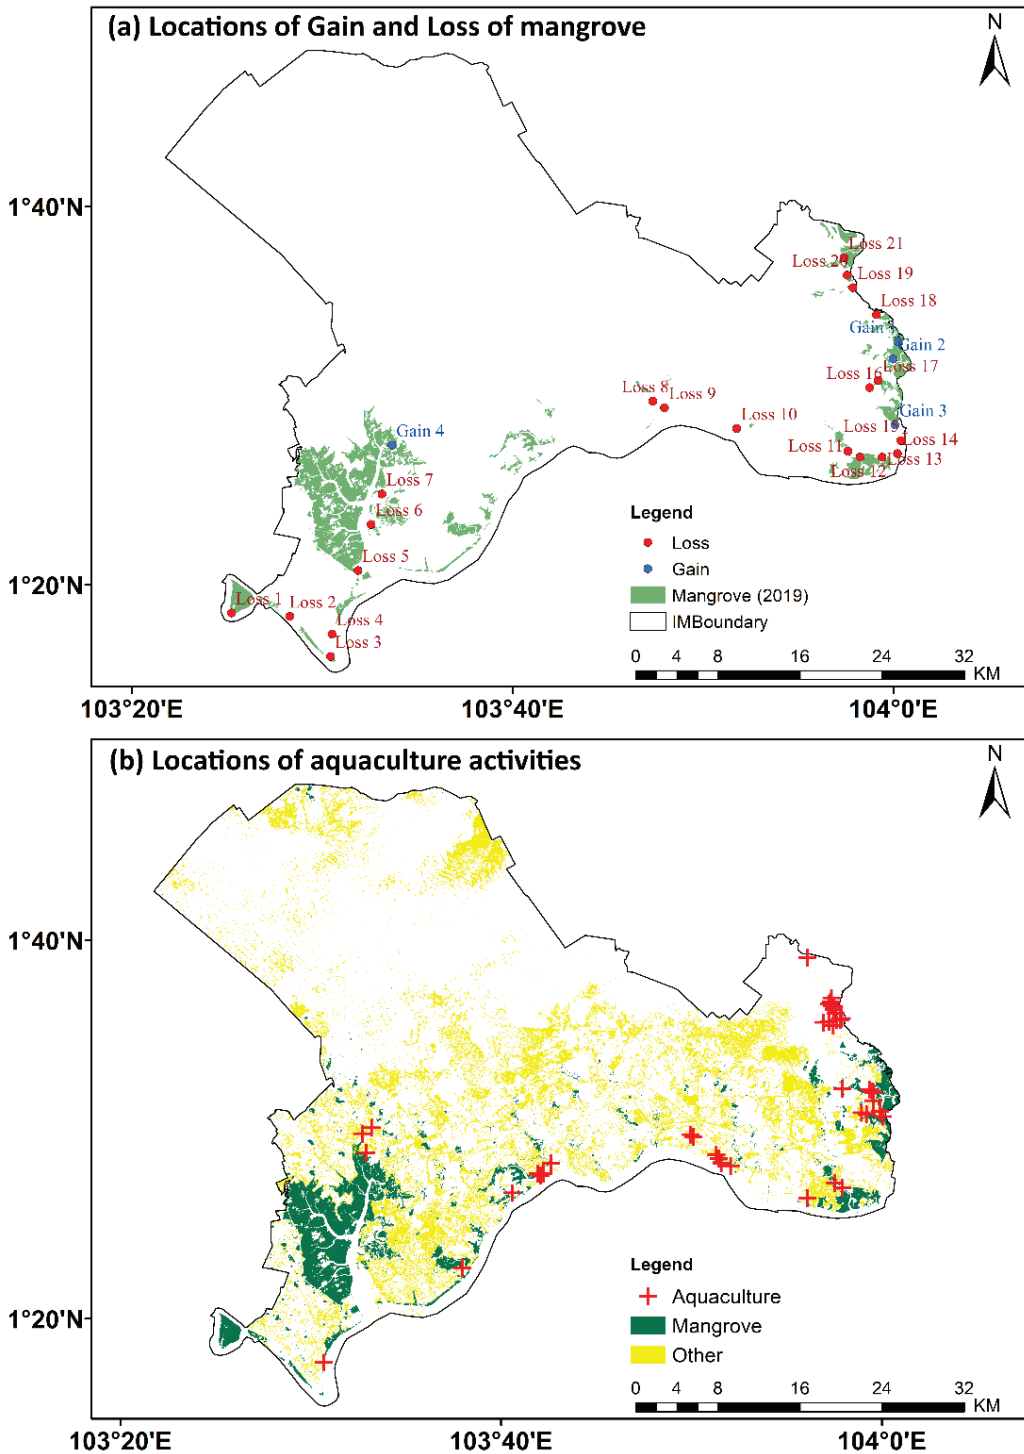 (a) Locations of Gain and Loss of mangrove
N
1°40'N
1°20'N
Loss 21
Loss 20
Loss 19
Loss 18
Gain 1
Gain 2
Loss 17
Loss 16
Loss 8
Loss 9
Gain 3
Loss 10
Loss 15
Loss 14
Gain 4
Loss 11
Loss 13
Loss 12
Loss 7
Loss 6
Loss 5
Loss 1
Loss 2
Loss 4
Loss 3
Legend
Loss
Gain
Mangrove (2019)
IMBoundary
0 4 8 16 24 32
KM
103°20'E 103°40'E 104°0'E
(b) Locations of aquaculture activities
N
1°40'N
1°20'N
Legend
Aquaculture
Mangrove
Other
0 4 8 16 24 32
KM
103°20'E 103°40'E 104°0'E